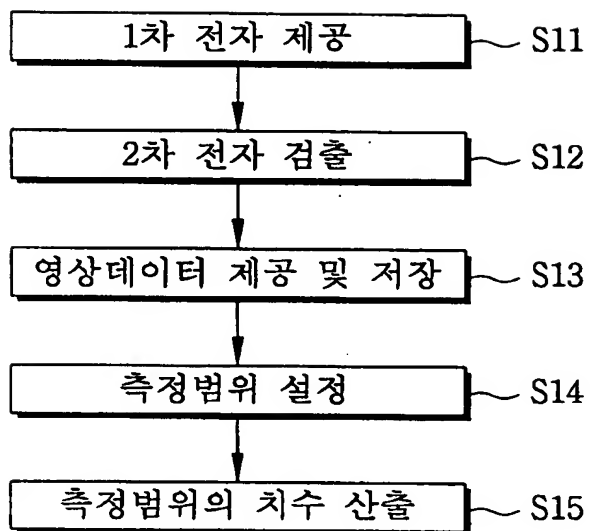 1차 전자 제공 S11
2차 전자 검출 S12
영상데이터 제공 및 저장 S13
측정범위 설정 S14
측정범위의 치수 산출 S15